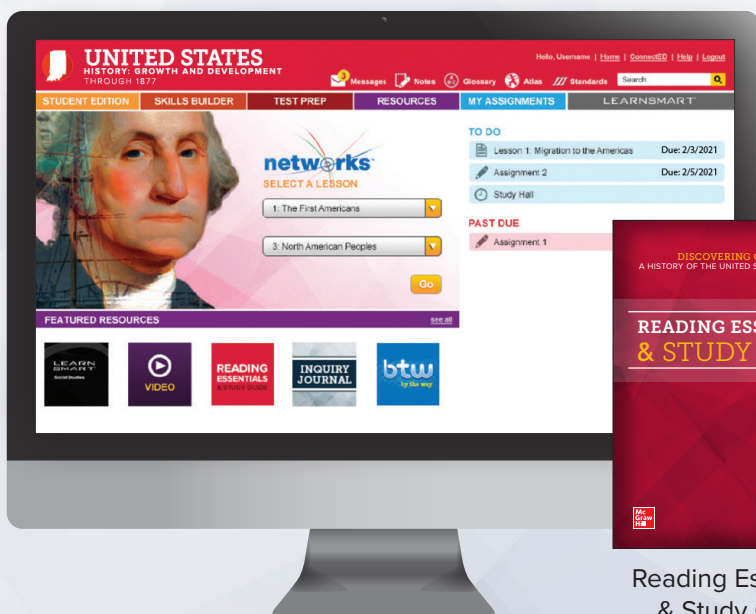 UNITED STATES
HISTORY: GROWTH AND DEVELOPMENT
THROUGH 1877
Hello, Username | Home | ConnectED | Help | Logout
3 Messages Notes Glossary Atlas Standards Search
STUDENT EDITION SKILLS BUILDER TEST PREP RESOURCES MY ASSIGNMENTS LEARNSMART
networks™
SELECT A LESSON
1: The First Americans
3: North American Peoples
Go
TO DO
Lesson 1: Migration to the Americas Due: 2/3/2021
Assignment 2 Due: 2/5/2021
Study Hall
PAST DUE
Assignment 1
FEATURED RESOURCES see all
LEARN
SMART
Social Studies
VIDEO
READING
ESSENTIALS
& STUDY GUIDE
INQUIRY
JOURNAL
btw
by the way
DISCOVERING
A HISTORY OF THE UNITED
READING
& STUDY
Mc
Graw
Hill
Reading
& Study